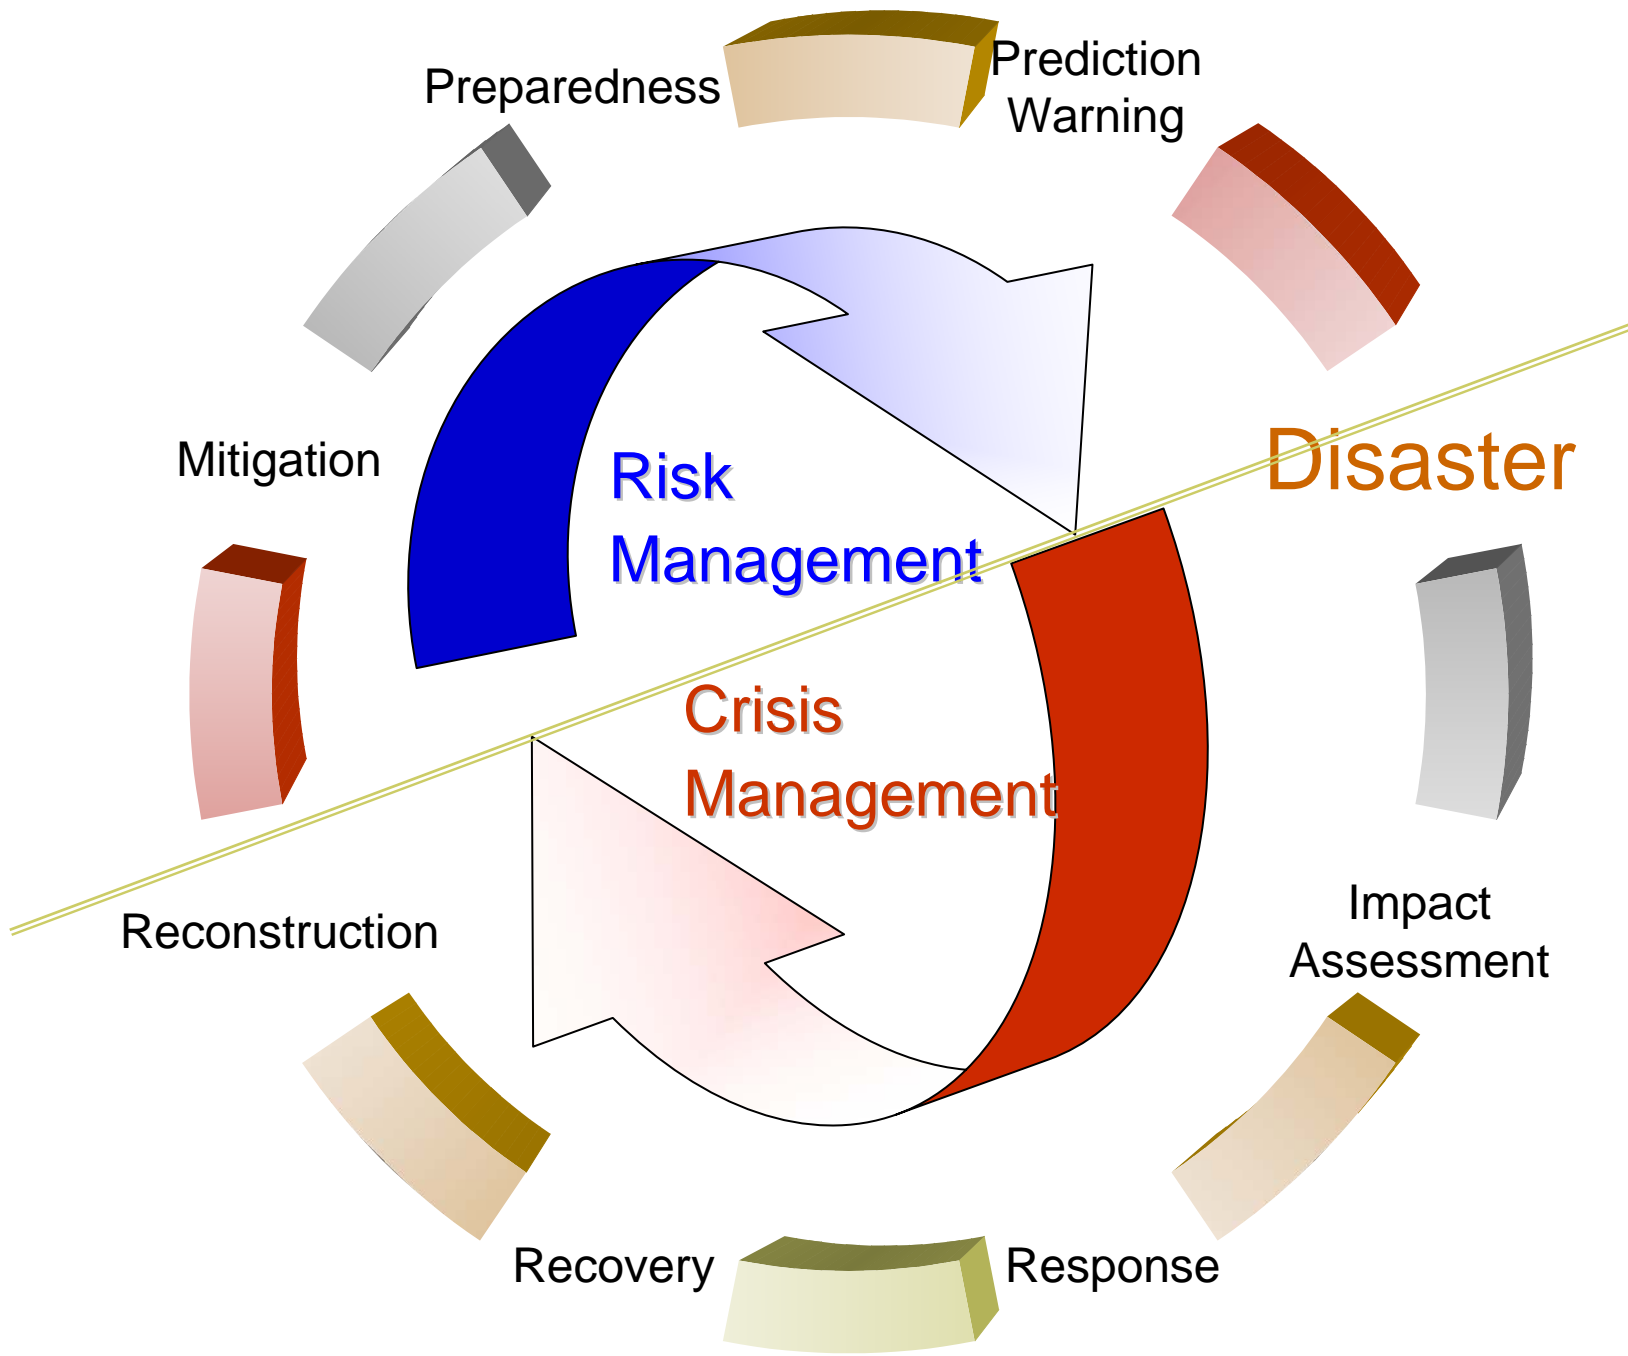 Preparedness
Prediction
Warning
Mitigation
Risk
Management
Disaster
Crisis
Management
Reconstruction
Impact
Assessment
Recovery
Response